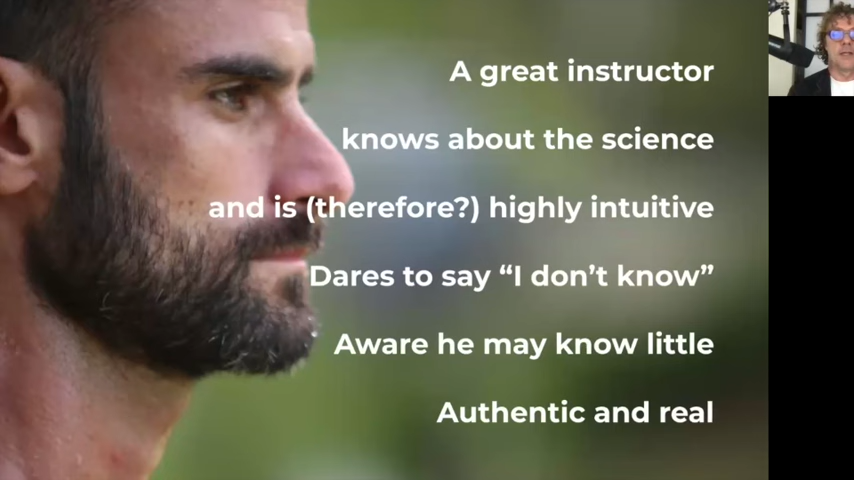 A great instructor
knows about the science
and is (therefore?) highly intuitive
Dares to say “I don’t know”
Aware he may know little
Authentic and real